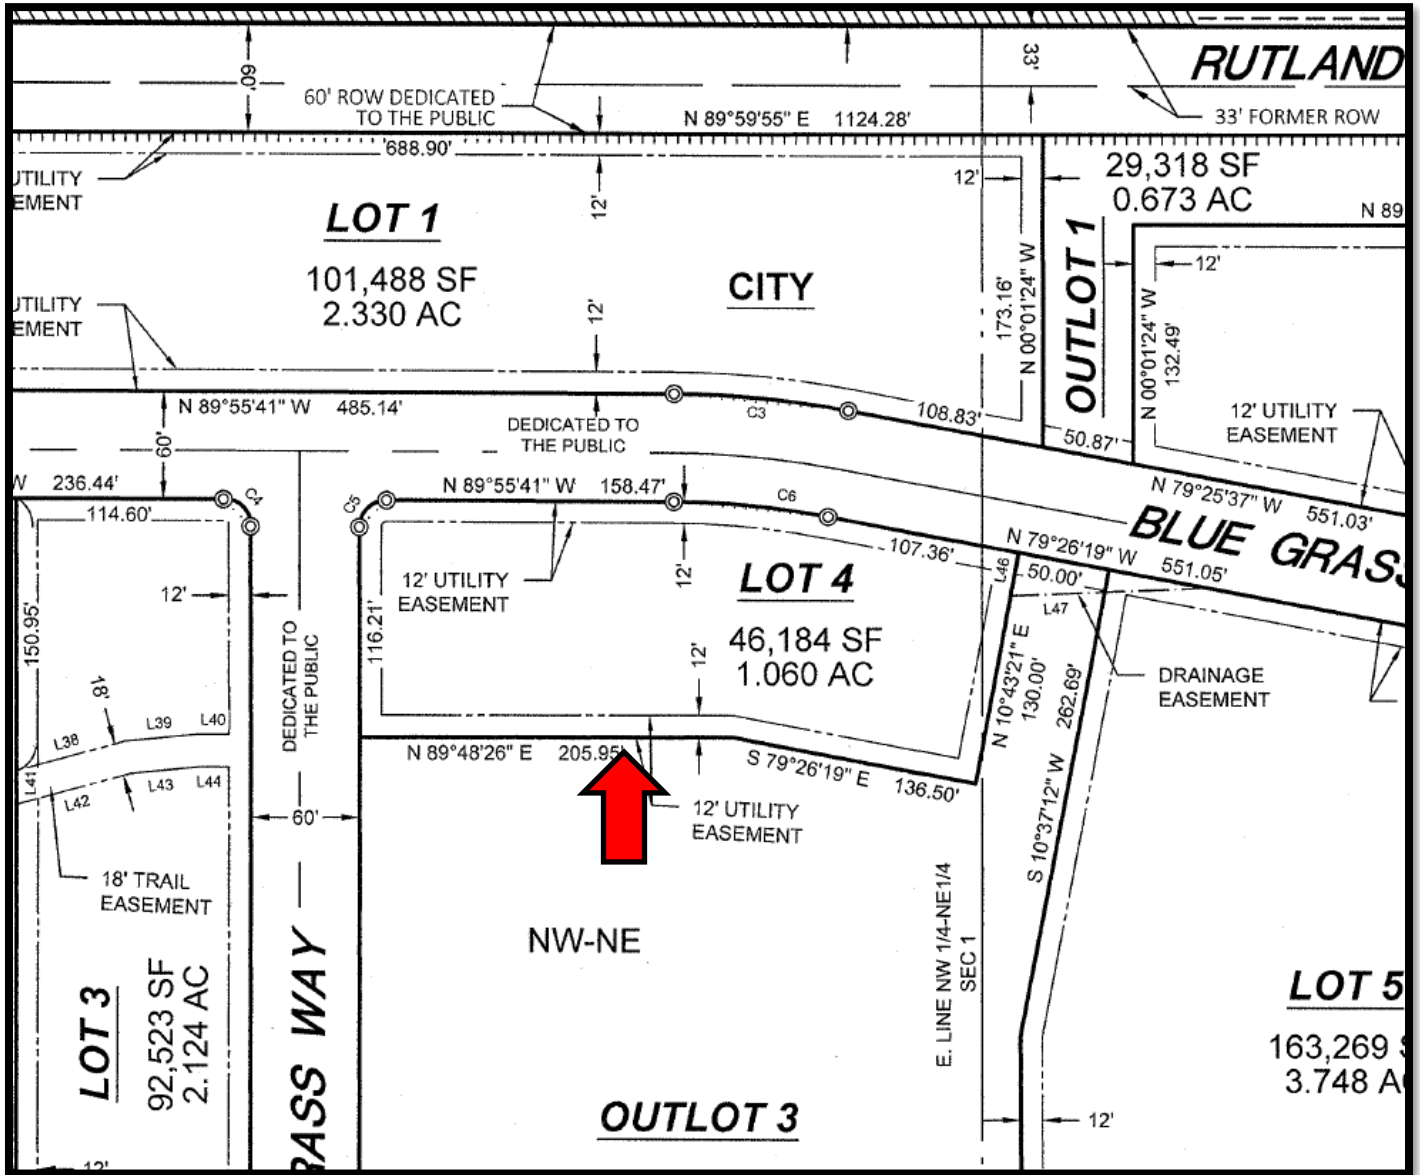 RUTLAND
60'
33'
60' ROW DEDICATED
TO THE PUBLIC
N 89°59'55" E 1124.28'
33' FORMER ROW
688.90'
UTILITY
EMENT
12'
12'
29,318 SF
0.673 AC
N 89
LOT 1
101,488 SF
2.330 AC
CITY
OUTLOT 1
12'
UTILITY
EMENT
12'
173.16'
N 00°01'24" W
N 00°01'24" W
132.49'
N 89°55'41" W 485.14'
DEDICATED TO
THE PUBLIC
C3
108.83'
50.87'
12' UTILITY
EASEMENT
60'
W 236.44'
C4
C5
N 89°55'41" W 158.47'
C6
N 79°25'37" W 551.03'
114.60'
BLUE GRASS
107.36'
N 79°26'19" W 551.05'
L46
50.00'
L47
12' UTILITY
EASEMENT
12'
LOT 4
46,184 SF
1.060 AC
12'
150.95'
12'
DEDICATED TO
THE PUBLIC
116.21'
N 10°43'21" E
130.00'
262.69'
S 10°37'12" W
DRAINAGE
EASEMENT
18'
L38
L39
L40
L41
L42
L43
L44
N 89°48'26" E 205.95'
S 79°26'19" E 136.50'
12' UTILITY
EASEMENT
60'
18' TRAIL
EASEMENT
NW-NE
E. LINE NW 1/4-NE1/4
SEC 1
LOT 3
92,523 SF
2.124 AC
RASS WAY
LOT 5
163,269 S
3.748 A
OUTLOT 3
12'
12'